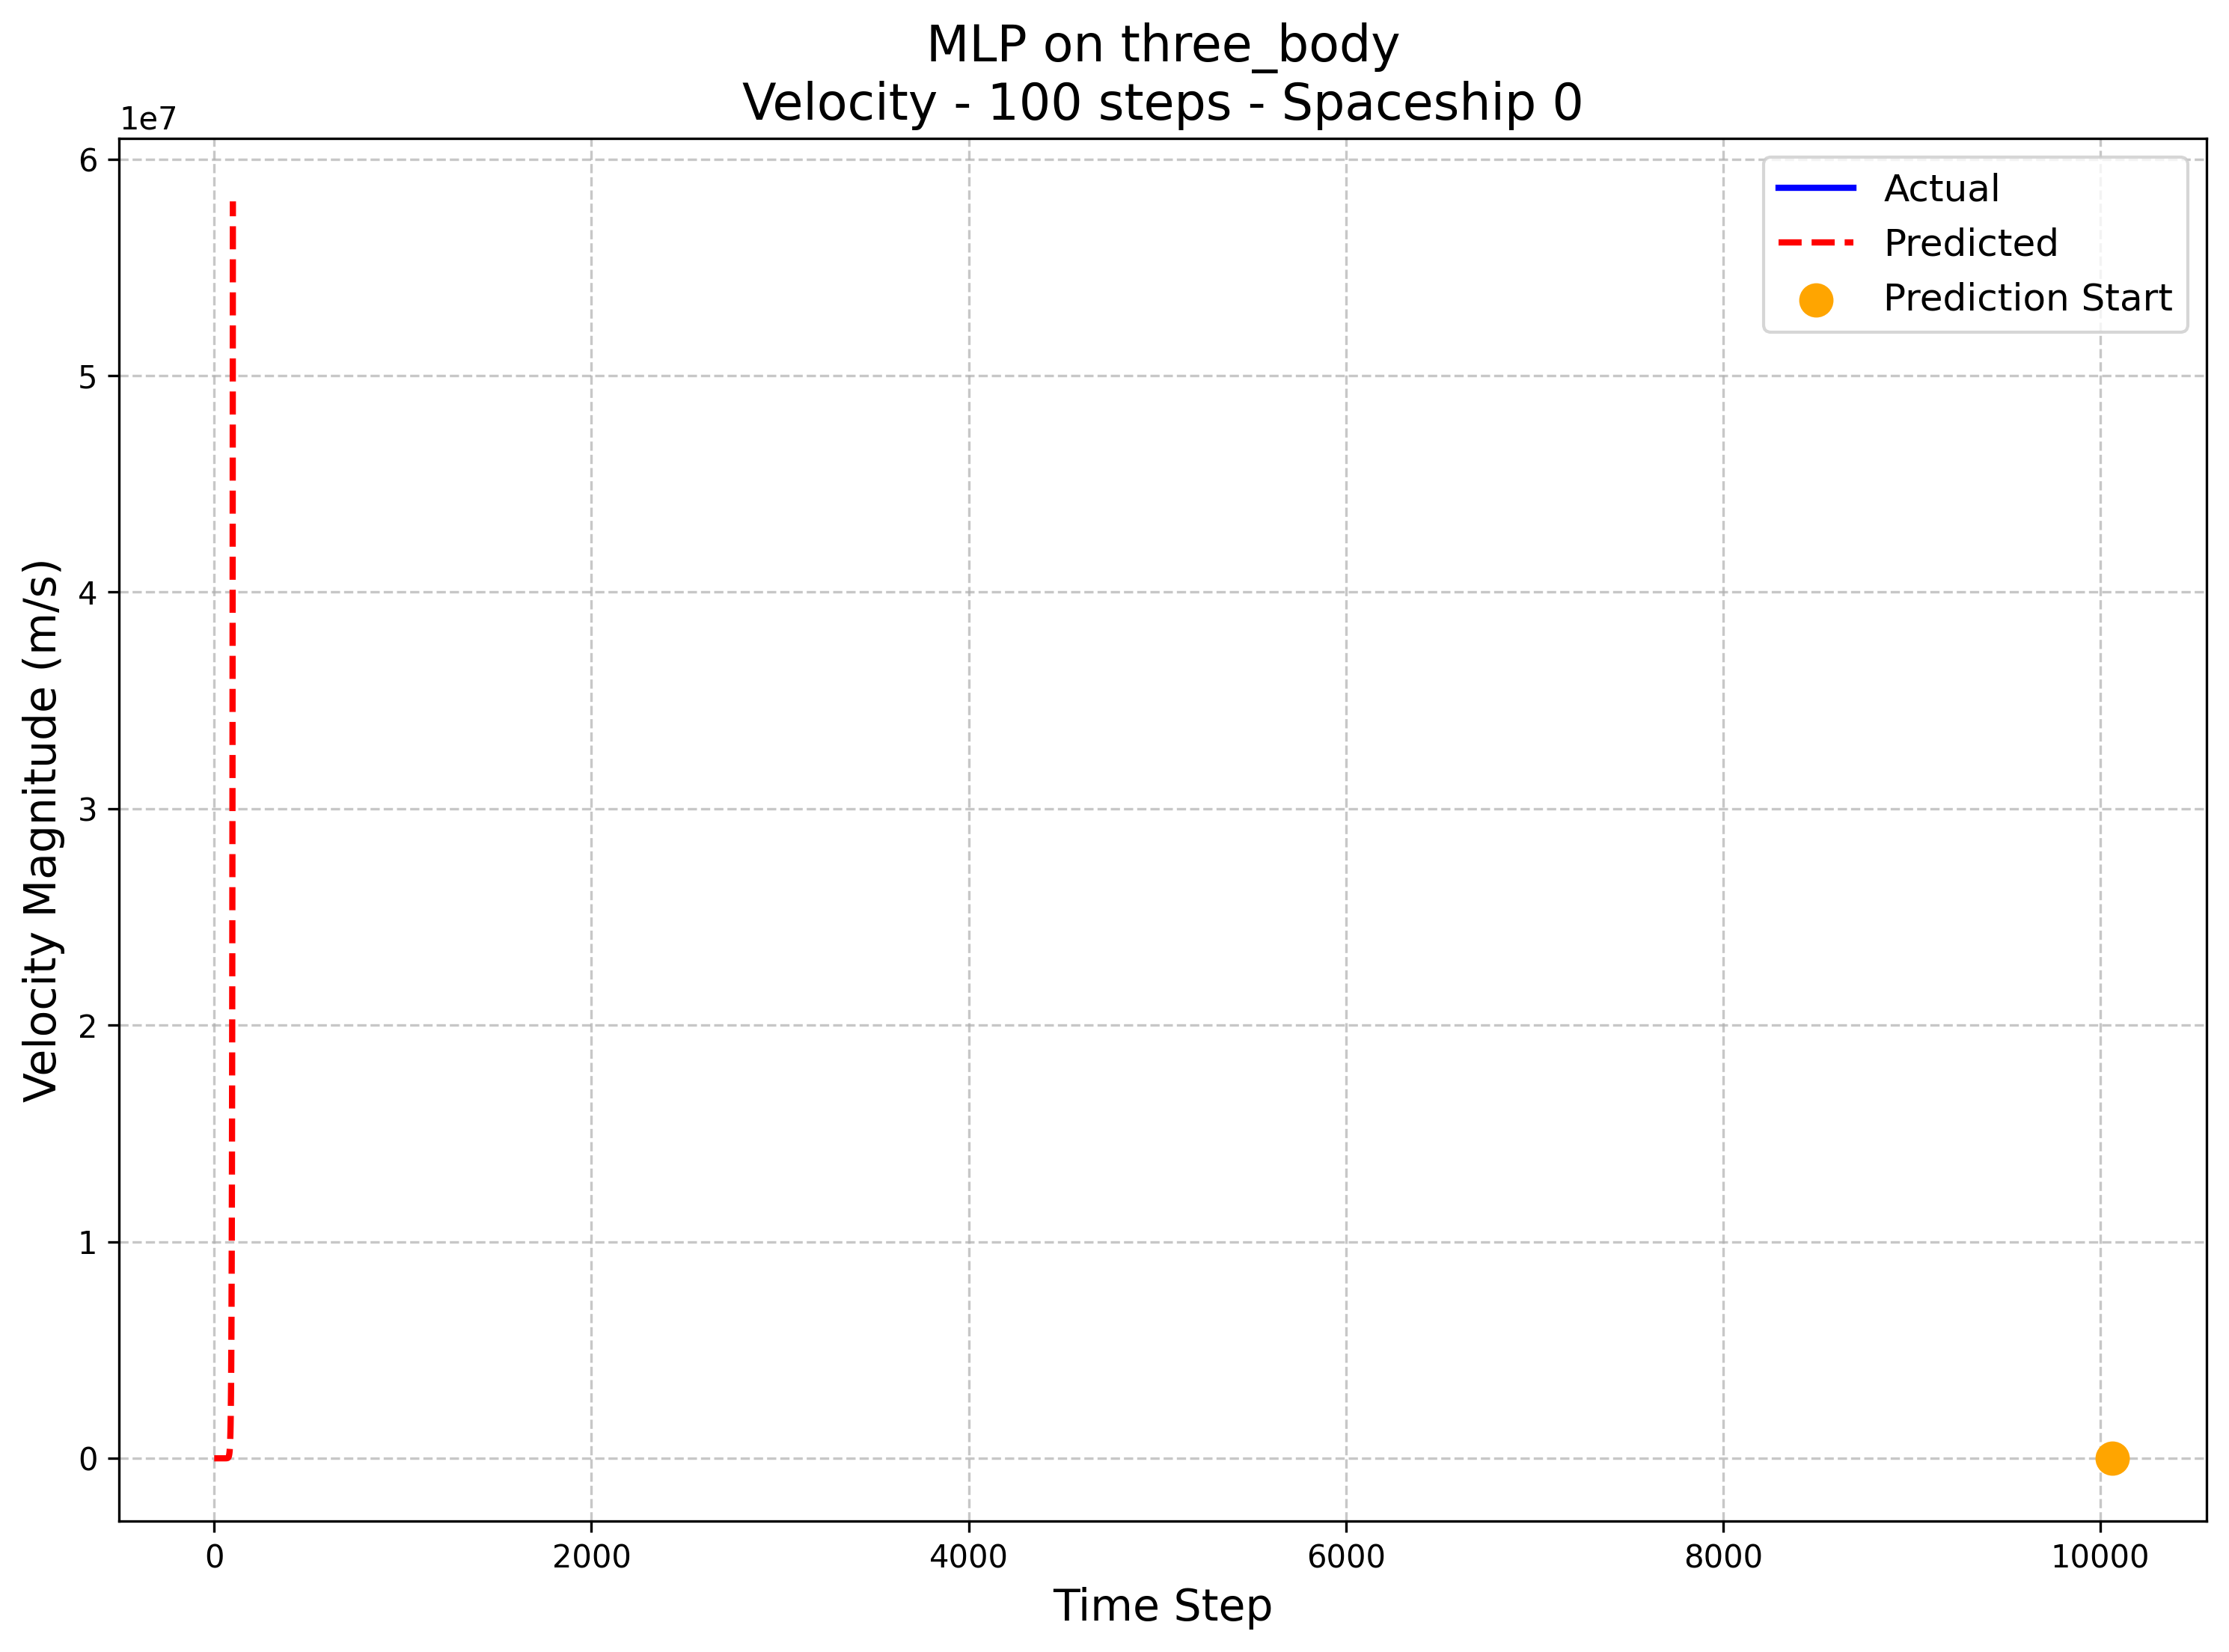 MLP on three_body
Velocity - 100 steps - Spaceship 0
1e7
6
5
4
3
2
1
0
Velocity Magnitude (m/s)
Actual
Predicted
Prediction Start
0 2000 4000 6000 8000 10000
Time Step